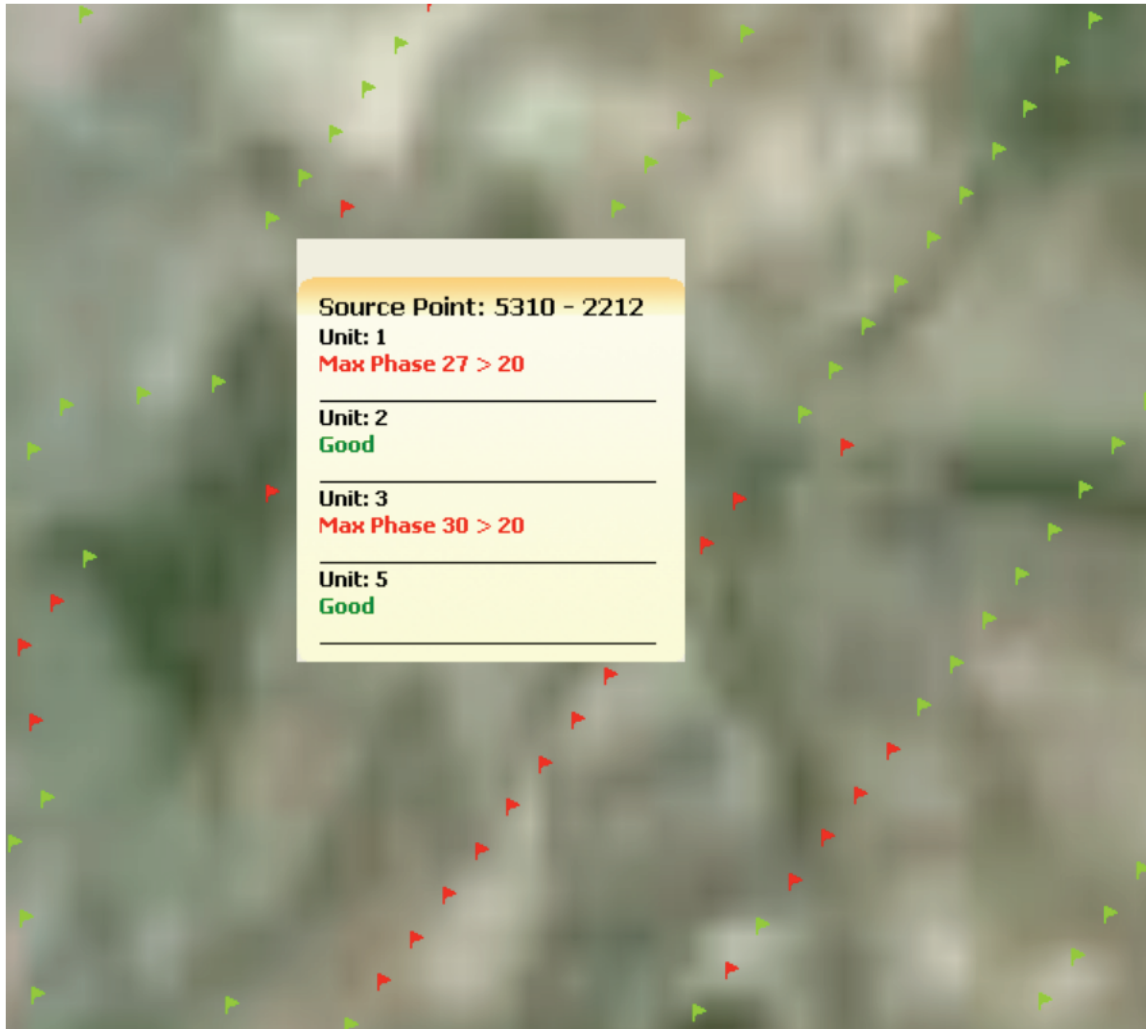 Source Point: 5310 - 2212
Unit: 1
Max Phase 27 > 20
Unit: 2
Good
Unit: 3
Max Phase 30 > 20
Unit: 5
Good